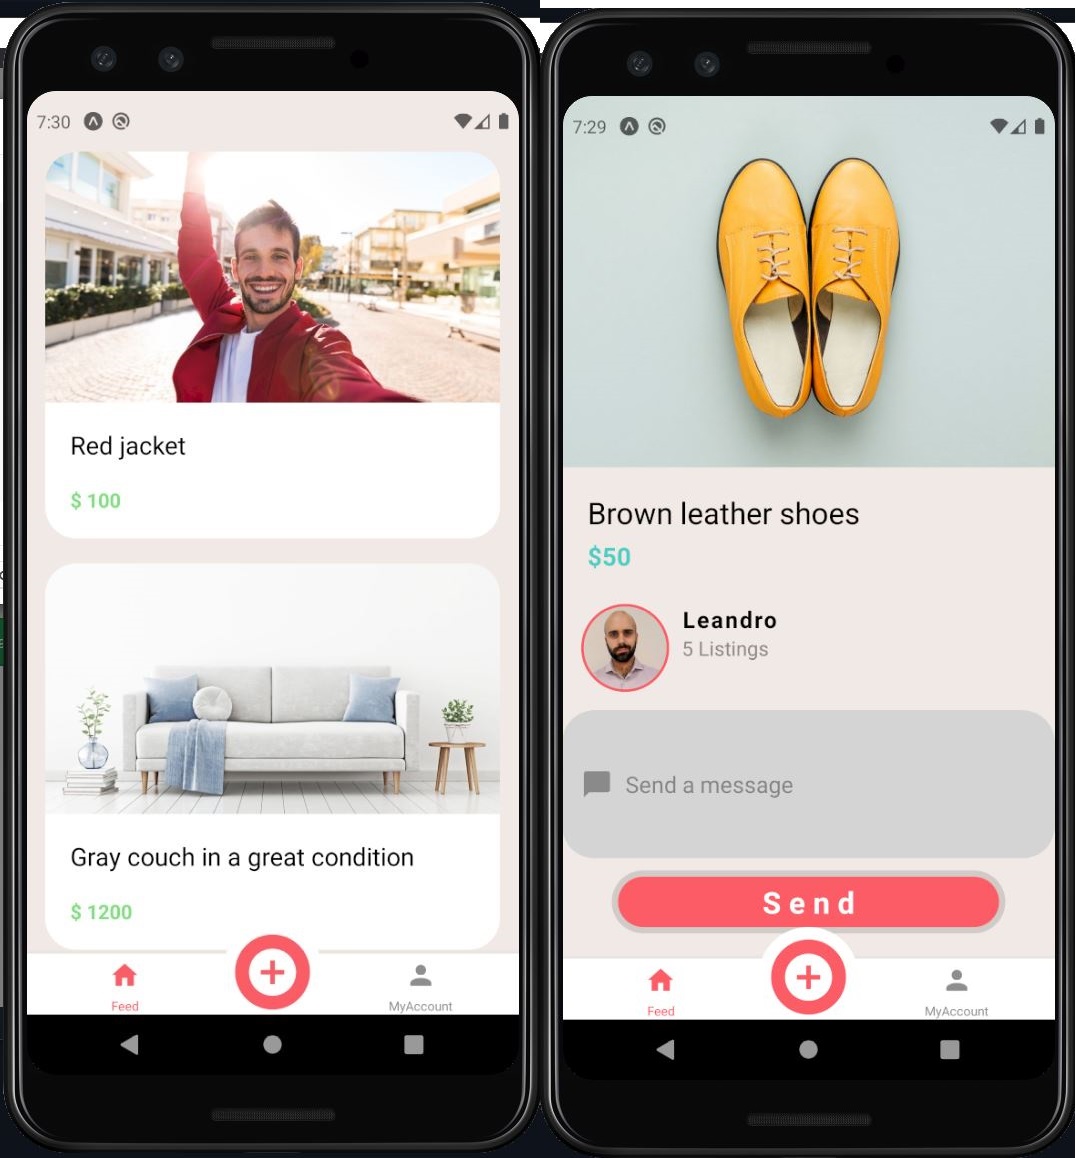 7:30
Red jacket
$ 100
Gray couch in a great condition
$ 1200
Feed
MyAccount
7:29
Brown leather shoes
$50
Leandro
5 Listings
Send a message
Send
Feed
MyAccount